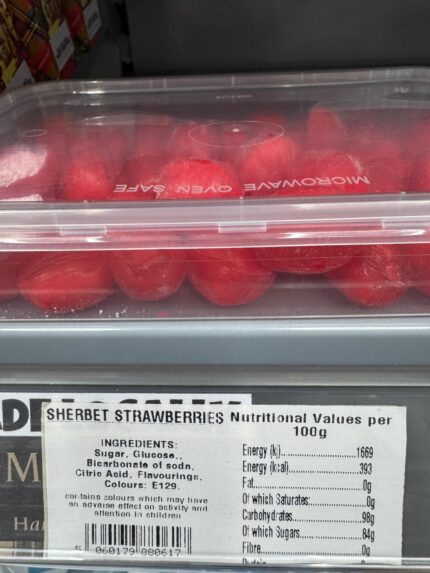 MICROWAVE OVEN SAFE
SHERBET STRAWBERRIES
INGREDIENTS:
Sugar, Glucose,
Bicarbonate of soda,
Citric Acid, Flavourings.
Colours: E129.
contains colours which may have
an adverse effect on activity and
attention in children
060179 880617
Nutritional Values per
100g
Energy (kj)..................1669
Energy (kcal)..................393
Fat..................0g
Of which Saturates..................0g
Carbohydrates..................98g
Of which Sugars..................84g
Fibre..................0g